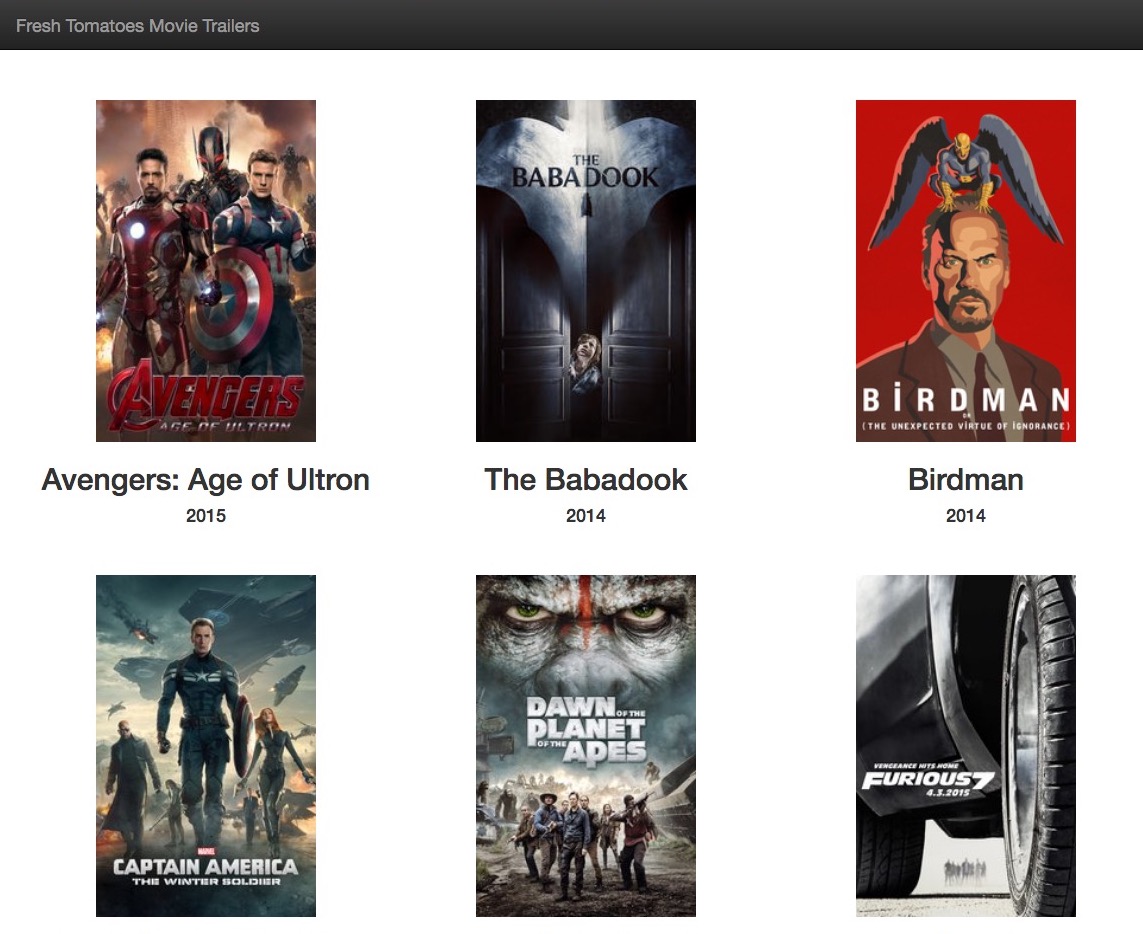 Fresh Tomatoes Movie Trailers
AVENGERS
AGE OF ULTRON
THE
BABADOOK
BiRDMAN
OR
(THE UNEXPECTED ViRTUE OF iGNORANCE)
Avengers: Age of Ultron
2015
The Babadook
2014
Birdman
2014
MARVEL
CAPTAIN AMERICA
THE WINTER SOLDIER
DAWN OF THE
PLANET
OF THE APES
VENGEANCE HITS HOME
FURIOUS 7
4.3.2015